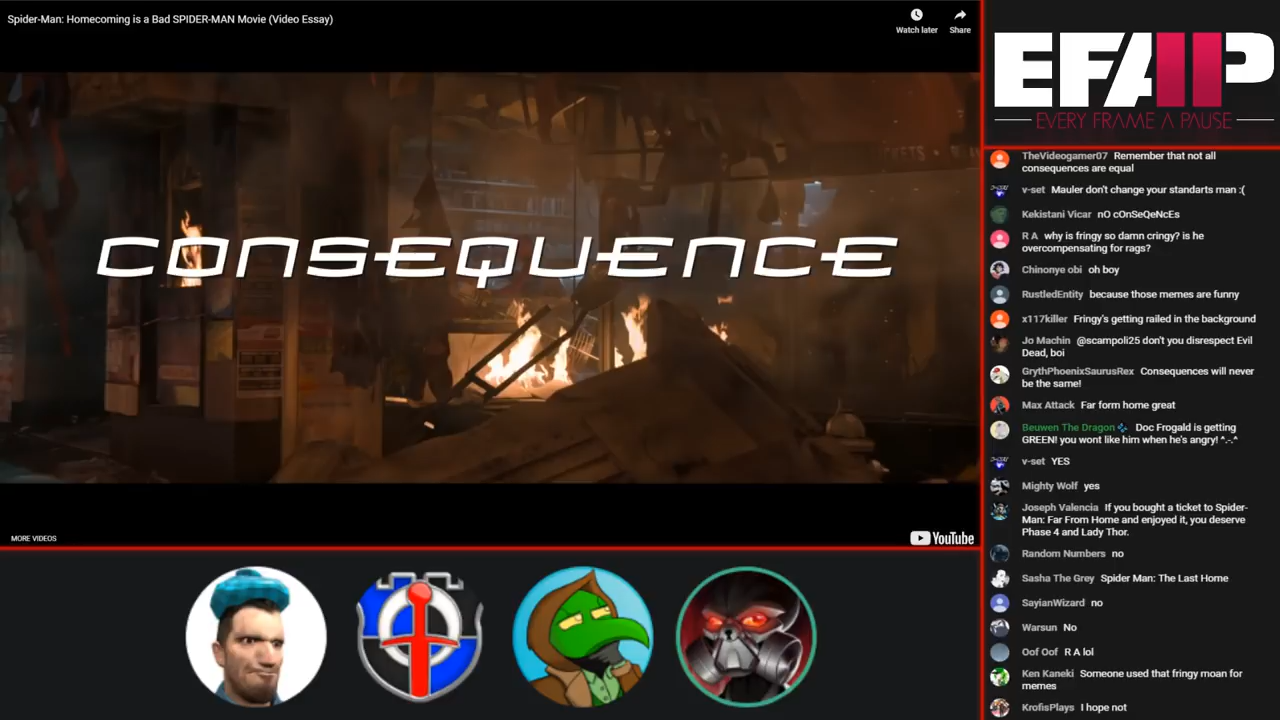 Spider-Man: Homecoming is a Bad SPIDER-MAN Movie (Video Essay)
Watch later
Share
CONSEQUENCE
MORE VIDEOS
YouTube
EFAP
EVERY FRAME A PAUSE
TheVideogamer07 Remember that not all
consequences are equal
v-set Mauler don't change your standarts man :(
Kekistani Vicar nO cOnSeQeNcEs
R A why is fringy so damn cringy? is he
overcompensating for rags?
Chinonye obi oh boy
RustledEntity because those memes are funny
x117killer Fringy's getting railed in the background
Jo Machin @scampoli25 don't you disrespect Evil
Dead, boi
GrythPhoenixSaurusRex Consequences will never
be the same!
Max Attack Far form home great
Beuwen The Dragon Doc Frogald is getting
GREEN! you wont like him when he's angry! ^.-.^
v-set YES
Mighty Wolf yes
Joseph Valencia If you bought a ticket to Spider-
Man: Far From Home and enjoyed it, you deserve
Phase 4 and Lady Thor.
Random Numbers no
Sasha The Grey Spider Man: The Last Home
SayianWizard no
Warsun No
Oof Oof R A lol
Ken Kaneki Someone used that fringy moan for
memes
KrofisPlays I hope not